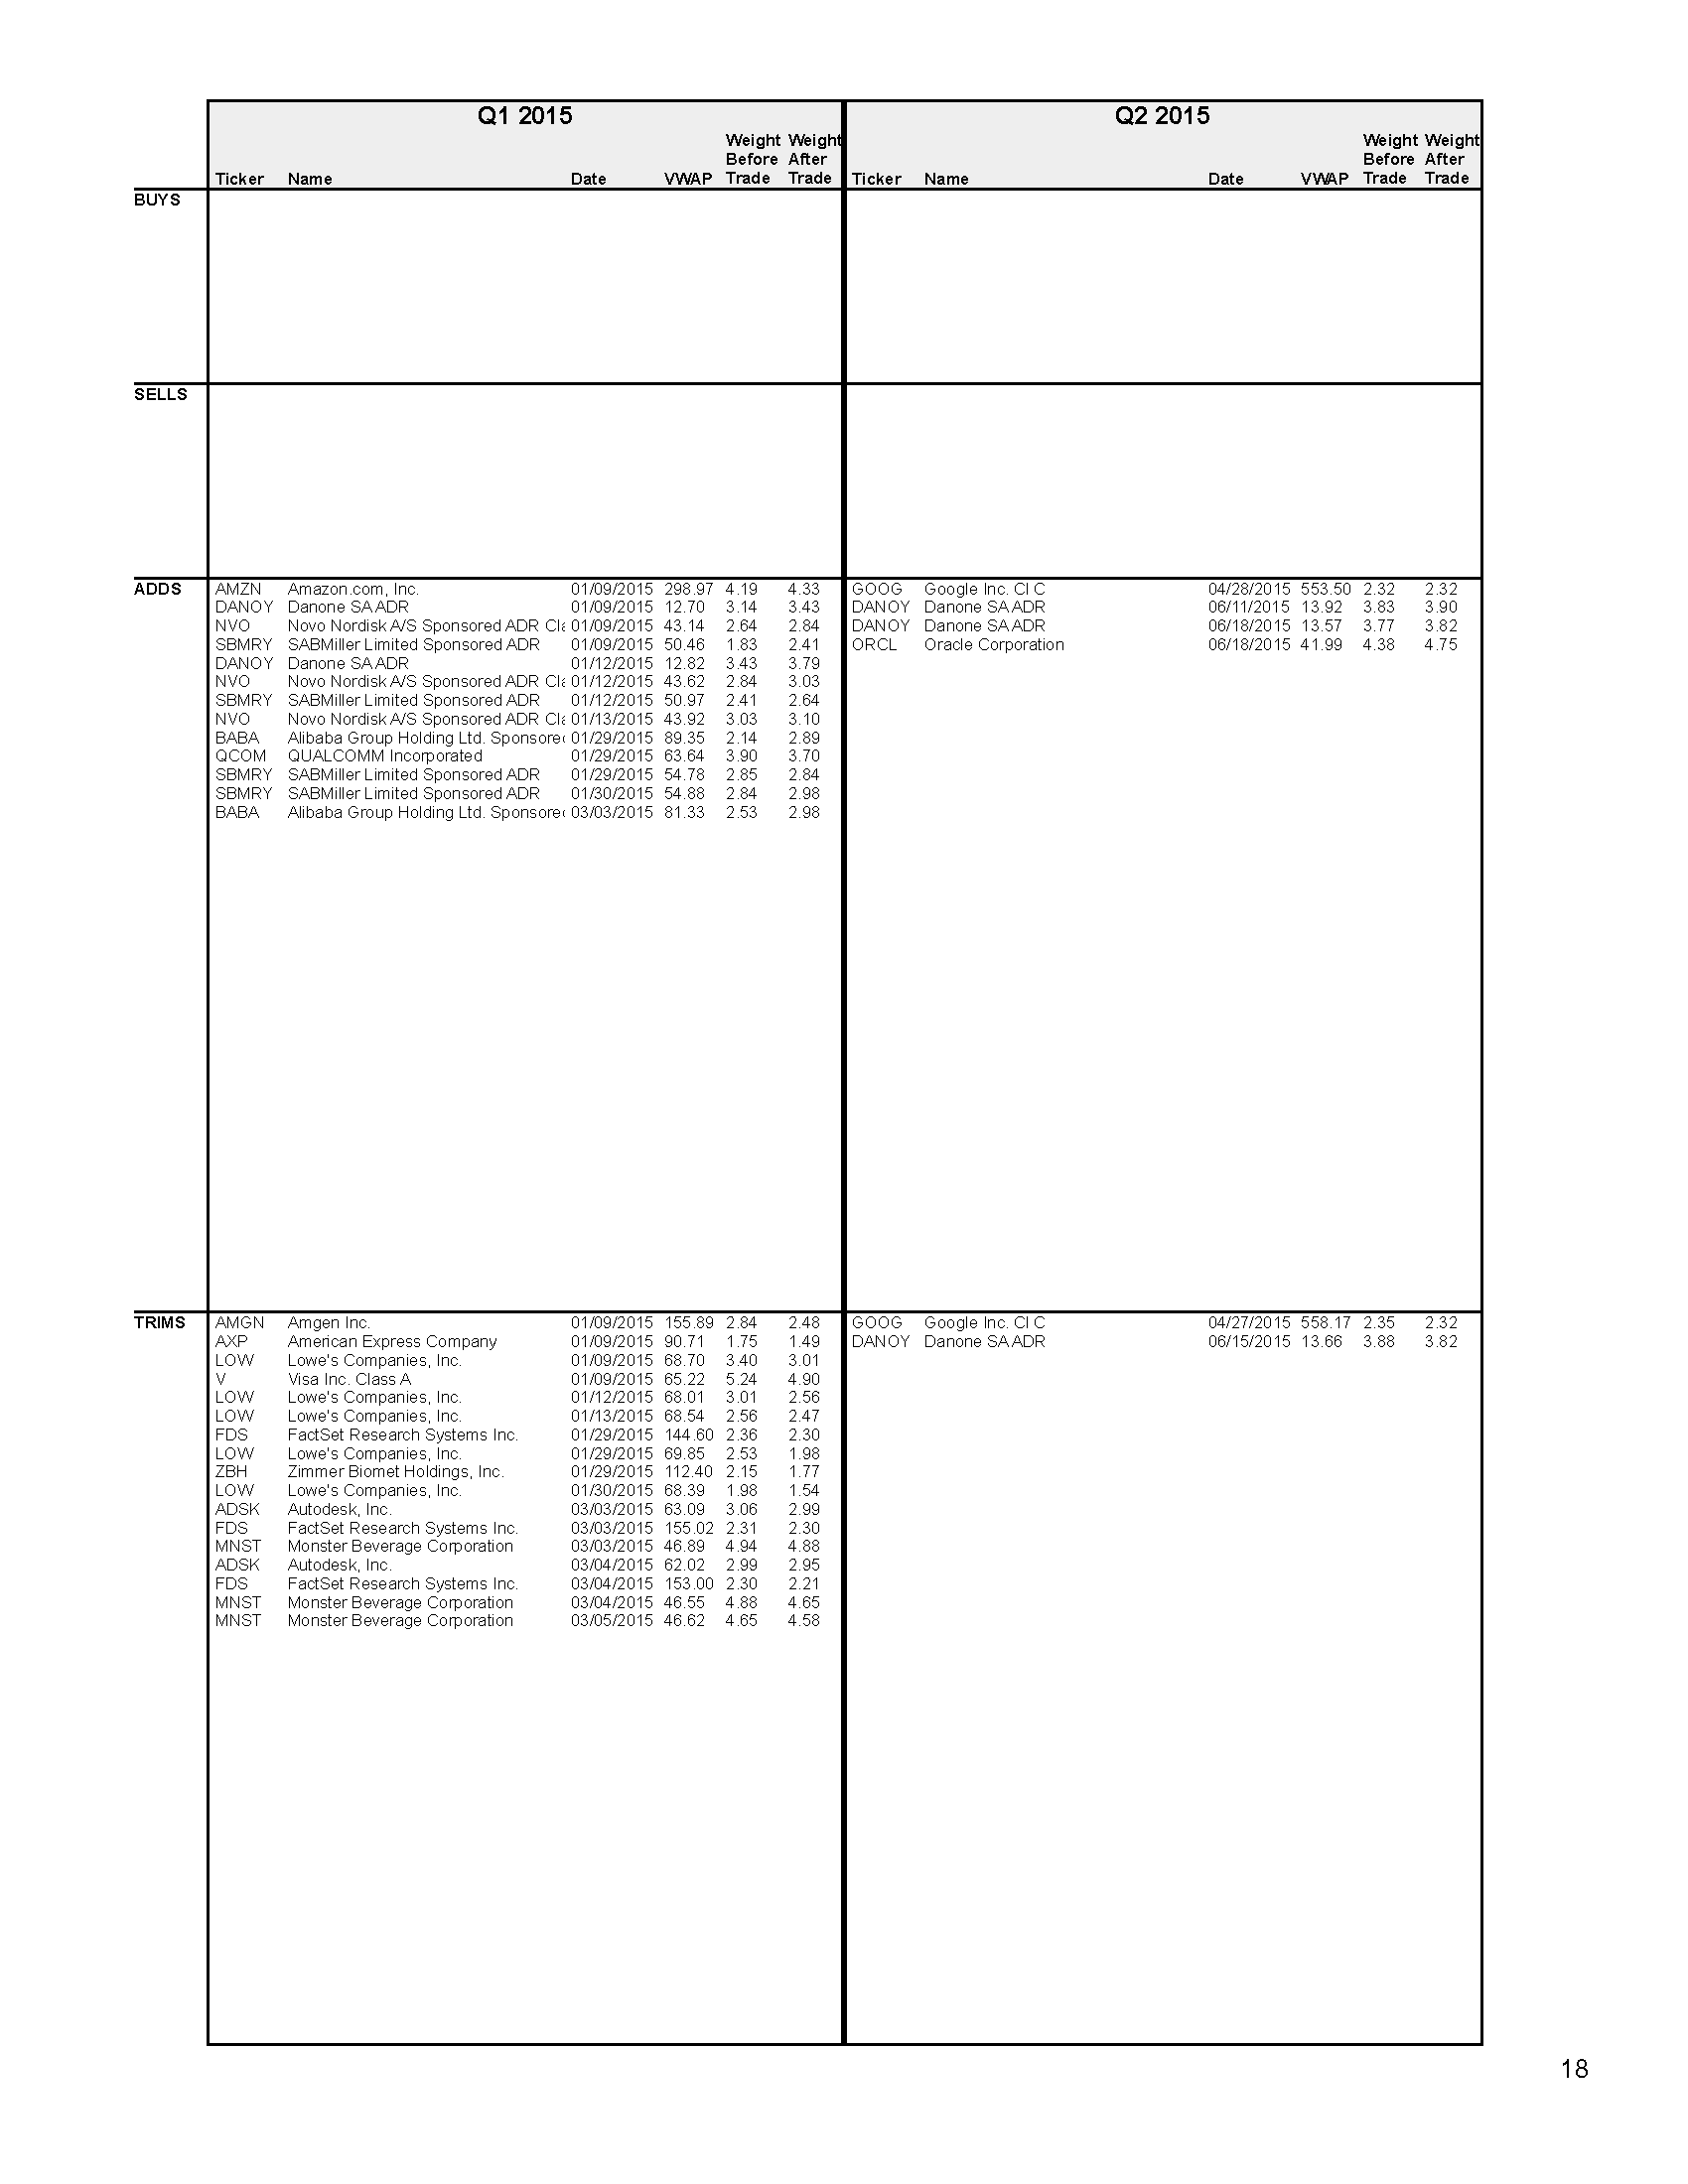 Q1 2015 Q2 2015
Weight Weight Weight Weight
Before After Before After
Ticker Name Date VWAP Trade Trade Ticker Name Date VWAP Trade Trade
BUYS
SELLS
ADDS AMZN Amazon.com, Inc. 01/09/2015 298.97 4.19 4.33 GOOG Google Inc. Cl C 04/28/2015 553.50 2.32 2.32
DANOY Danone SA ADR 01/09/2015 12.70 3.14 3.43 DANOY Danone SA ADR 06/11/2015 13.92 3.83 3.90
NVO Novo Nordisk A/S Sponsored ADR Cla 01/09/2015 43.14 2.64 2.84 DANOY Danone SA ADR 06/18/2015 13.57 3.77 3.82
SBMRY SABMiller Limited Sponsored ADR 01/09/2015 50.46 1.83 2.41 ORCL Oracle Corporation 06/18/2015 41.99 4.38 4.75
DANOY Danone SA ADR 01/12/2015 12.82 3.43 3.79
NVO Novo Nordisk A/S Sponsored ADR Cla 01/12/2015 43.62 2.84 3.03
SBMRY SABMiller Limited Sponsored ADR 01/12/2015 50.97 2.41 2.64
NVO Novo Nordisk A/S Sponsored ADR Cla 01/13/2015 43.92 3.03 3.10
BABA Alibaba Group Holding Ltd. Sponsored 01/29/2015 89.35 2.14 2.89
QCOM QUALCOMM Incorporated 01/29/2015 63.64 3.90 3.70
SBMRY SABMiller Limited Sponsored ADR 01/29/2015 54.78 2.85 2.84
SBMRY SABMiller Limited Sponsored ADR 01/30/2015 54.88 2.84 2.98
BABA Alibaba Group Holding Ltd. Sponsored 03/03/2015 81.33 2.53 2.98
TRIMS AMGN Amgen Inc. 01/09/2015 155.89 2.84 2.48 GOOG Google Inc. Cl C 04/27/2015 558.17 2.35 2.32
AXP American Express Company 01/09/2015 90.71 1.75 1.49 DANOY Danone SA ADR 06/15/2015 13.66 3.88 3.82
LOW Lowe's Companies, Inc. 01/09/2015 68.70 3.40 3.01
V Visa Inc. Class A 01/09/2015 65.22 5.24 4.90
LOW Lowe's Companies, Inc. 01/12/2015 68.01 3.01 2.56
LOW Lowe's Companies, Inc. 01/13/2015 68.54 2.56 2.47
FDS FactSet Research Systems Inc. 01/29/2015 144.60 2.36 2.30
LOW Lowe's Companies, Inc. 01/29/2015 69.85 2.53 1.98
ZBH Zimmer Biomet Holdings, Inc. 01/29/2015 112.40 2.15 1.77
LOW Lowe's Companies, Inc. 01/30/2015 68.39 1.98 1.54
ADSK Autodesk, Inc. 03/03/2015 63.09 3.06 2.99
FDS FactSet Research Systems Inc. 03/03/2015 155.02 2.31 2.30
MNST Monster Beverage Corporation 03/03/2015 46.89 4.94 4.88
ADSK Autodesk, Inc. 03/04/2015 62.02 2.99 2.95
FDS FactSet Research Systems Inc. 03/04/2015 153.00 2.30 2.21
MNST Monster Beverage Corporation 03/04/2015 46.55 4.88 4.65
MNST Monster Beverage Corporation 03/05/2015 46.62 4.65 4.58
18